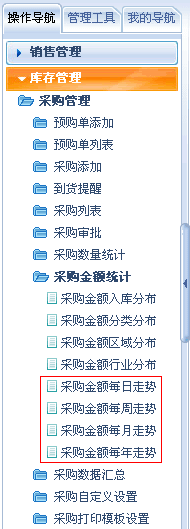 操作导航 管理工具 我的导航
销售管理
库存管理
采购管理
预购单添加
预购单列表
采购添加
到货提醒
采购列表
采购审批
采购数量统计
采购金额统计
采购金额入库分布
采购金额分类分布
采购金额区域分布
采购金额行业分布
采购金额每日走势
采购金额每周走势
采购金额每月走势
采购金额每年走势
采购数据汇总
采购自定义设置
采购打印模板设置